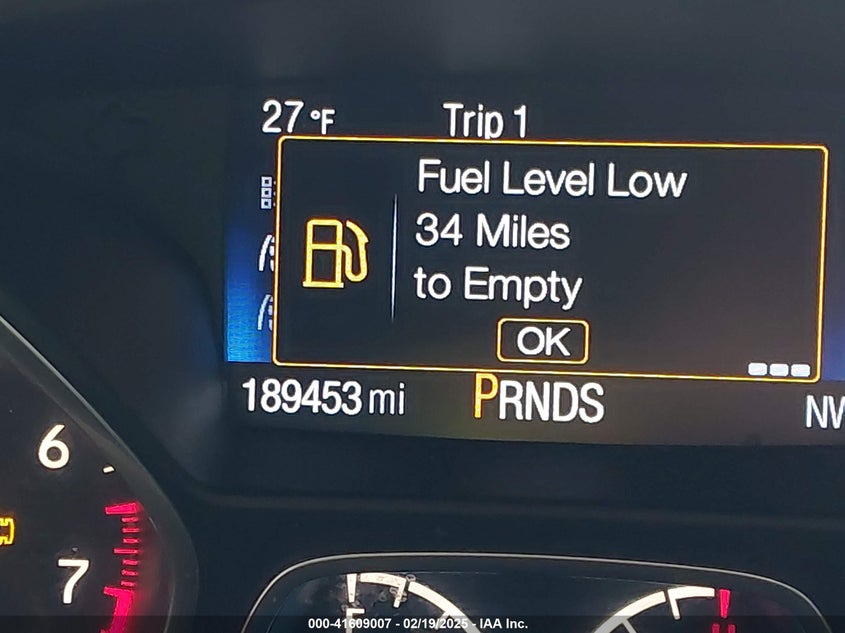 27 °F Trip 1
Fuel Level Low
34 Miles
to Empty
OK
189453 mi PRNDS
6
7
000-41609007 - 02/19/2025 - IAA Inc.